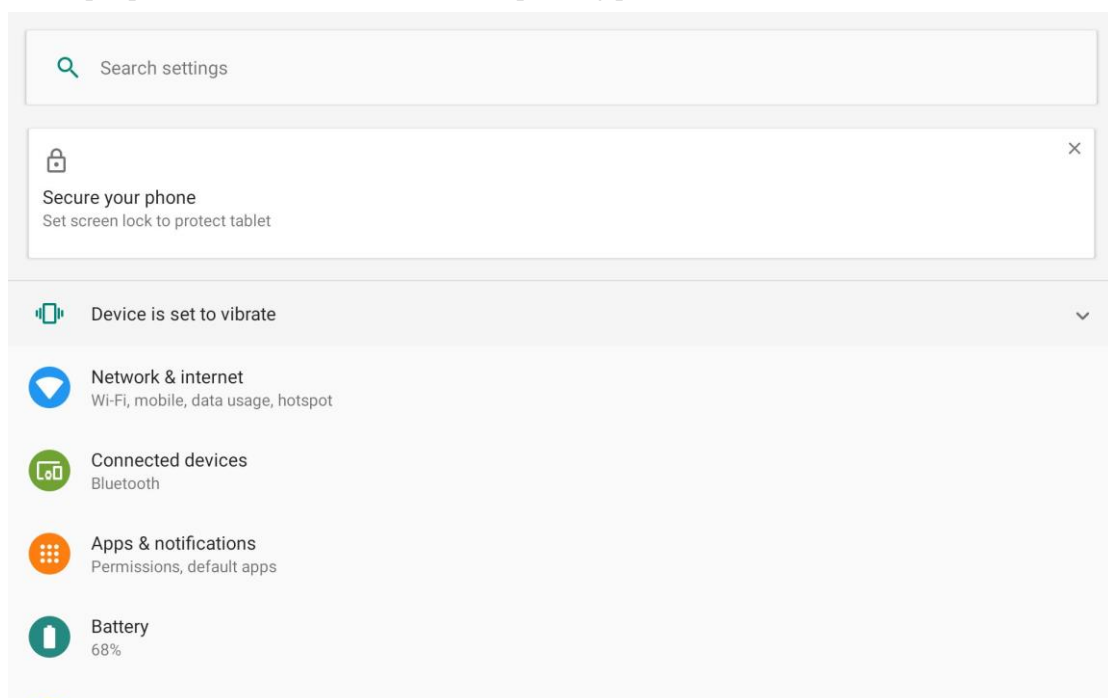 Search settings
Secure your phone
Set screen lock to protect tablet
Device is set to vibrate
Network & internet
Wi-Fi, mobile, data usage, hotspot
Connected devices
Bluetooth
Apps & notifications
Permissions, default apps
Battery
68%